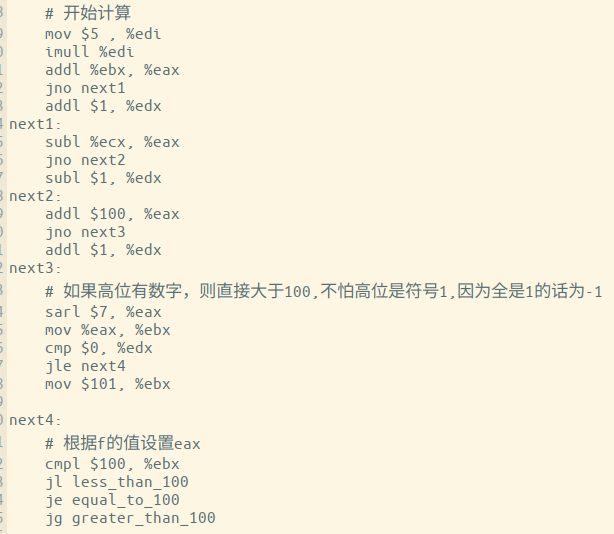 # 开始计算
mov $5 , %edi
imull %edi
addl %ebx, %eax
jno next1
addl $1, %edx
next1:
subl %ecx, %eax
jno next2
subl $1, %edx
next2:
addl $100, %eax
jno next3
addl $1, %edx
next3:
# 如果高位有数字，则直接大于100,不怕高位是符号1,因为全是1的话为-1
sarl $7, %eax
mov %eax, %ebx
cmp $0, %edx
jle next4
mov $101, %ebx
next4:
# 根据f的值设置eax
cmpl $100, %ebx
jl less_than_100
je equal_to_100
jg greater_than_100